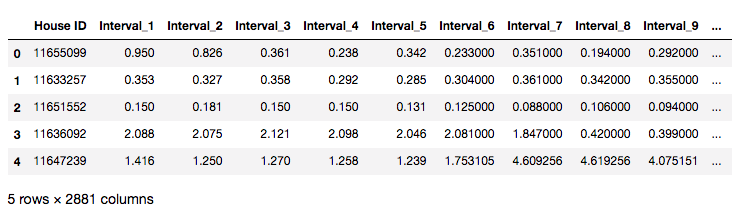 House ID Interval_1 Interval_2 Interval_3 Interval_4 Interval_5 Interval_6 Interval_7 Interval_8 Interval_9 ...
0 11655099 0.950 0.826 0.361 0.238 0.342 0.233000 0.351000 0.194000 0.292000 ...
1 11633257 0.353 0.327 0.358 0.292 0.285 0.304000 0.361000 0.342000 0.355000 ...
2 11651552 0.150 0.181 0.150 0.150 0.131 0.125000 0.088000 0.106000 0.094000 ...
3 11636092 2.088 2.075 2.121 2.098 2.046 2.081000 1.847000 0.420000 0.399000 ...
4 11647239 1.416 1.250 1.270 1.258 1.239 1.753105 4.609256 4.619256 4.075151 ...
5 rows × 2881 columns